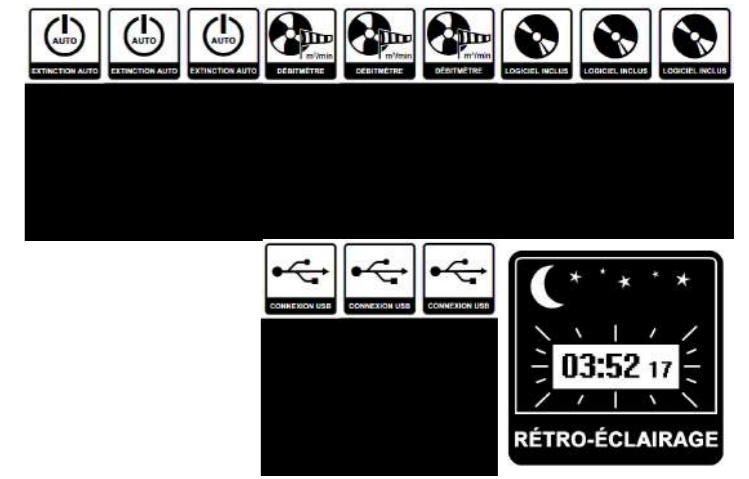 AUTO AUTO AUTO m³/min m³/min m³/min
EXTINCTION AUTO EXTINCTION AUTO EXTINCTION AUTO DÉBITMÈTRE DÉBITMÈTRE DÉBITMÈTRE LOGICIEL INCLUS LOGICIEL INCLUS LOGICIEL INCLUS
CONNEXION USB CONNEXION USB CONNEXION USB
03:52 17
RÉTRO-ÉCLAIRAGE